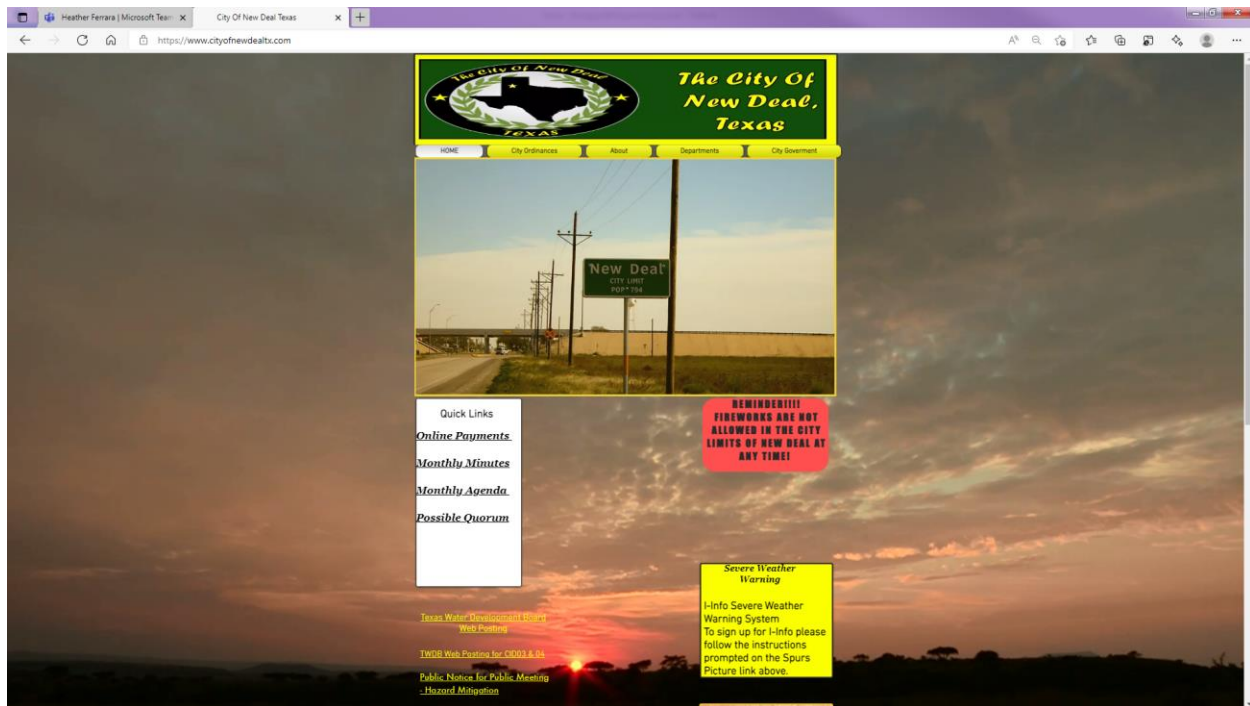 Heather Ferrara | Microsoft Team
City Of New Deal Texas
https://www.cityofnewdealtx.com
The City Of New Deal
TEXAS
The City Of
New Deal,
Texas
HOME
City Ordinances
About
Departments
City Goverment
New Deal
CITY LIMIT
POP 794
Quick Links
Online Payments
Monthly Minutes
Monthly Agenda
Possible Quorum
REMINDER!!!!
FIREWORKS ARE NOT
ALLOWED IN THE CITY
LIMITS OF NEW DEAL AT
ANY TIME!
Texas Water Development Board
Web Posting
TWDB Web Posting for CID03 & 04
Public Notice for Public Meeting
- Hazard Mitigation
Severe Weather
Warning
I-Info Severe Weather
Warning System
To sign up for I-Info please
follow the instructions
prompted on the Spurs
Picture link above.